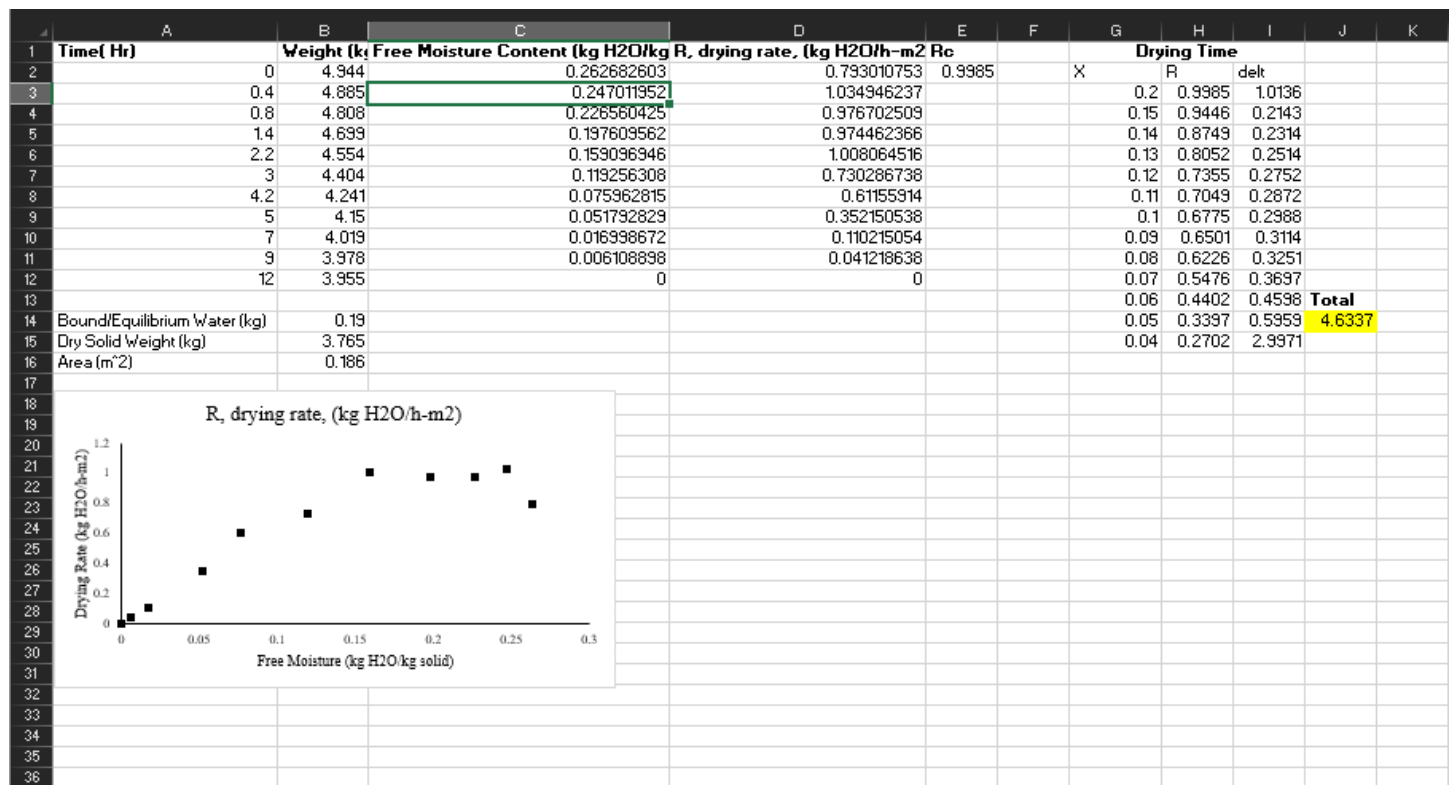 A B C D E F G H I J K
1 Time( Hr) Weight (k Free Moisture Content (kg H2O/kg R, drying rate, (kg H2O/h-m2 Rc Drying Time
2 0 4.944 0.262682603 0.793010753 0.9985 X R delt
3 0.4 4.885 0.247011952 1.034946237 0.2 0.9985 1.0136
4 0.8 4.808 0.226560425 0.976702509 0.15 0.9446 0.2143
5 1.4 4.699 0.197609562 0.974462366 0.14 0.8749 0.2314
6 2.2 4.554 0.159096946 1.008064516 0.13 0.8052 0.2514
7 3 4.404 0.119256308 0.730286738 0.12 0.7355 0.2752
8 4.2 4.241 0.075962815 0.61155914 0.11 0.7049 0.2872
9 5 4.15 0.051792829 0.352150538 0.1 0.6775 0.2988
10 7 4.019 0.016998672 0.110215054 0.09 0.6501 0.3114
11 9 3.978 0.006108898 0.041218638 0.08 0.6226 0.3251
12 12 3.955 0 0 0.07 0.5476 0.3697
13 0.06 0.4402 0.4598 Total
14 Bound/Equilibrium Water (kg) 0.19 0.05 0.3397 0.5959 4.6337
15 Dry Solid Weight (kg) 3.765 0.04 0.2702 2.9971
16 Area (m^2) 0.186
17
18
19
20
21
22
23
24
25
26
27
28
29
30
31
32
33
34
35
36
R, drying rate, (kg H2O/h-m2)
Drying Rate (kg H2O/h-m2)
1.2
1
0.8
0.6
0.4
0.2
0
0 0.05 0.1 0.15 0.2 0.25 0.3
Free Moisture (kg H2O/kg solid)